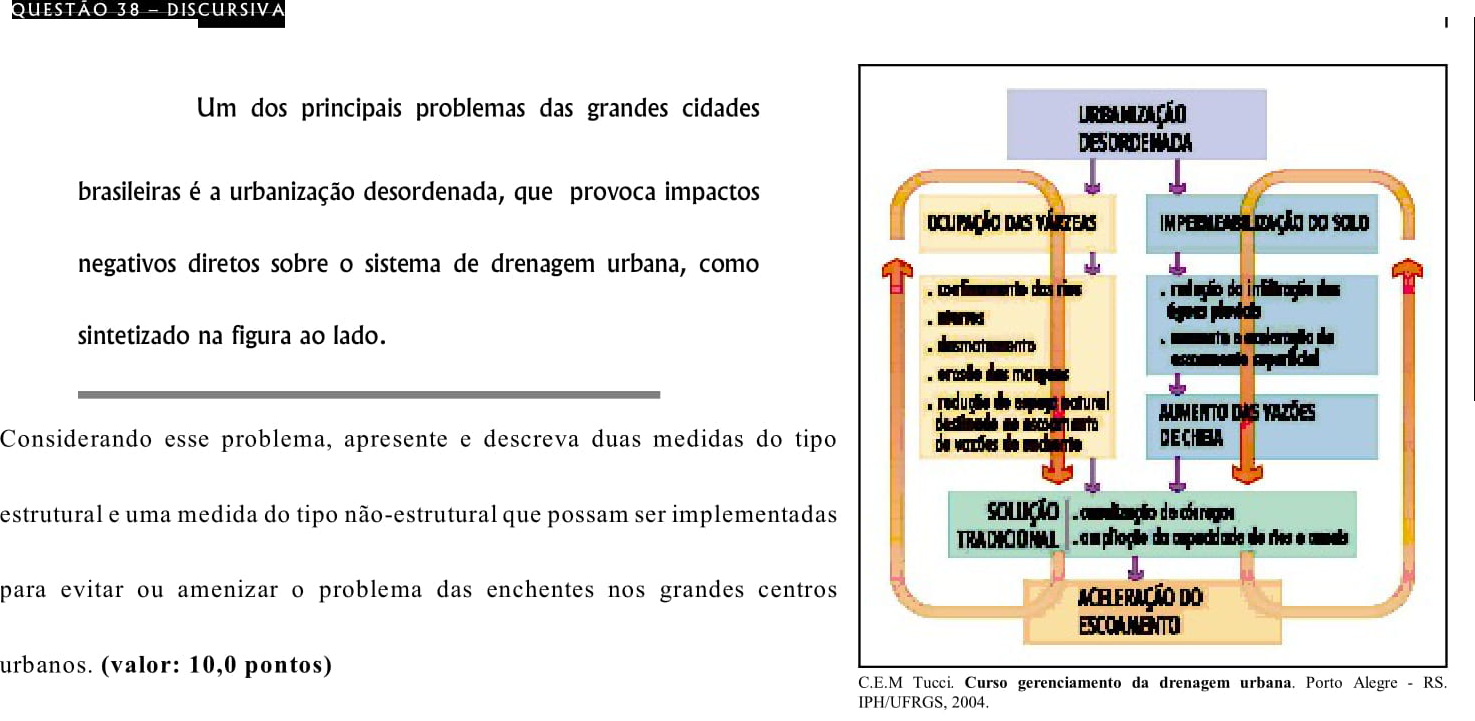 QUESTÃO 38 – DISCURSIVA
Um dos principais problemas das grandes cidades
brasileiras é a urbanização desordenada, que provoca impactos
negativos diretos sobre o sistema de drenagem urbana, como
sintetizado na figura ao lado.
Considerando esse problema, apresente e descreva duas medidas do tipo
estrutural e uma medida do tipo não-estrutural que possam ser implementadas
para evitar ou amenizar o problema das enchentes nos grandes centros
urbanos. (valor: 10,0 pontos)
URBANIZAÇÃO
DESORDENADA
OCUPAÇÃO DAS VÁRZEAS
. confinamento dos rios
. aterros
. desmatamento
. erosão das margens
. redução do espaço natural
destinado ao escoamento
de vazões de enchente
IMPERMEABILIZAÇÃO DO SOLO
. redução da infiltração das
águas pluviais
. aumento e aceleração do
escoamento superficial
AUMENTO DAS VAZÕES
DE CHEIA
SOLUÇÃO
TRADICIONAL
. canalização de córregos
. ampliação da capacidade de rios e canais
ACELERAÇÃO DO
ESCOAMENTO
C.E.M Tucci. Curso gerenciamento da drenagem urbana. Porto Alegre - RS.
IPH/UFRGS, 2004.